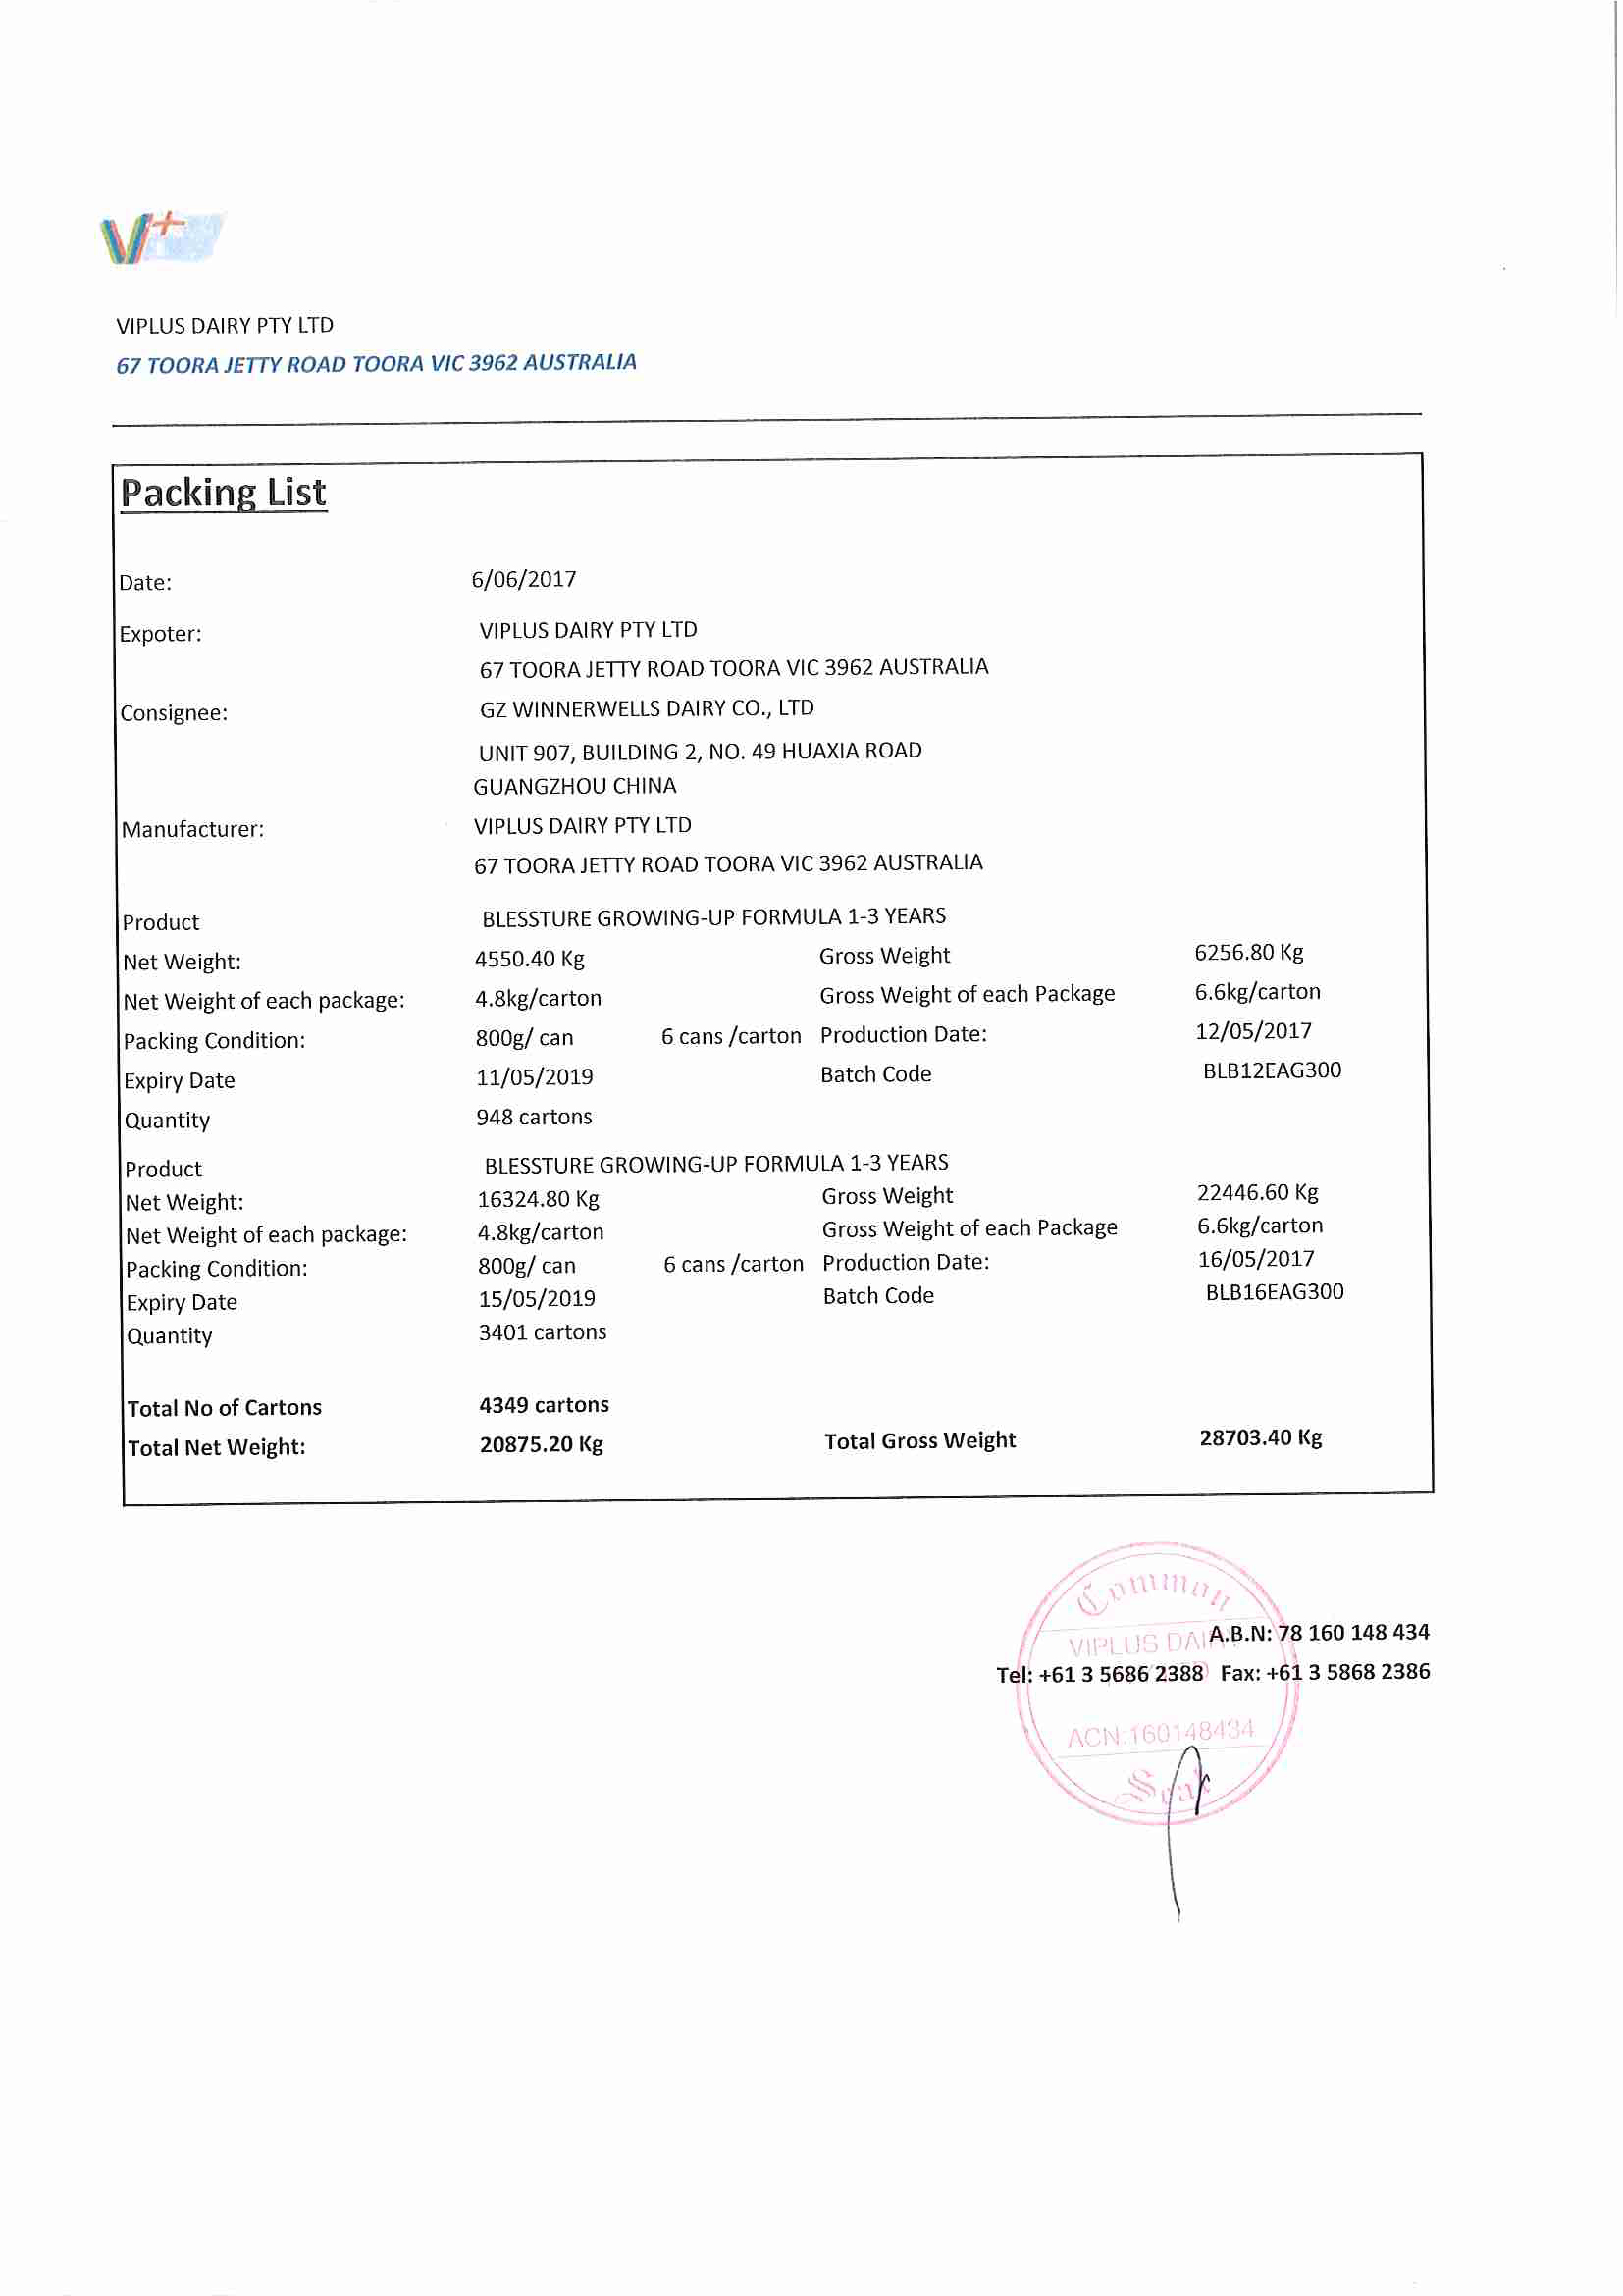 V+
VIPLUS DAIRY PTY LTD
67 TOORA JETTY ROAD TOORA VIC 3962 AUSTRALIA
Packing List
Date: 6/06/2017
Expoter: VIPLUS DAIRY PTY LTD
67 TOORA JETTY ROAD TOORA VIC 3962 AUSTRALIA
Consignee: GZ WINNERWELLS DAIRY CO., LTD
UNIT 907, BUILDING 2, NO. 49 HUAXIA ROAD
GUANGZHOU CHINA
Manufacturer: VIPLUS DAIRY PTY LTD
67 TOORA JETTY ROAD TOORA VIC 3962 AUSTRALIA
Product BLESSTURE GROWING-UP FORMULA 1-3 YEARS
Net Weight: 4550.40 Kg Gross Weight 6256.80 Kg
Net Weight of each package: 4.8kg/carton Gross Weight of each Package 6.6kg/carton
Packing Condition: 800g/ can 6 cans /carton Production Date: 12/05/2017
Expiry Date 11/05/2019 Batch Code BLB12EAG300
Quantity 948 cartons
Product BLESSTURE GROWING-UP FORMULA 1-3 YEARS
Net Weight: 16324.80 Kg Gross Weight 22446.60 Kg
Net Weight of each package: 4.8kg/carton Gross Weight of each Package 6.6kg/carton
Packing Condition: 800g/ can 6 cans /carton Production Date: 16/05/2017
Expiry Date 15/05/2019 Batch Code BLB16EAG300
Quantity 3401 cartons
Total No of Cartons 4349 cartons
Total Net Weight: 20875.20 Kg Total Gross Weight 28703.40 Kg
Common
VIPLUS
A.B.N: 78 160 148 434
Tel: +61 3 5686 2388 Fax: +61 3 5868 2386
ACN:160148434
Seal